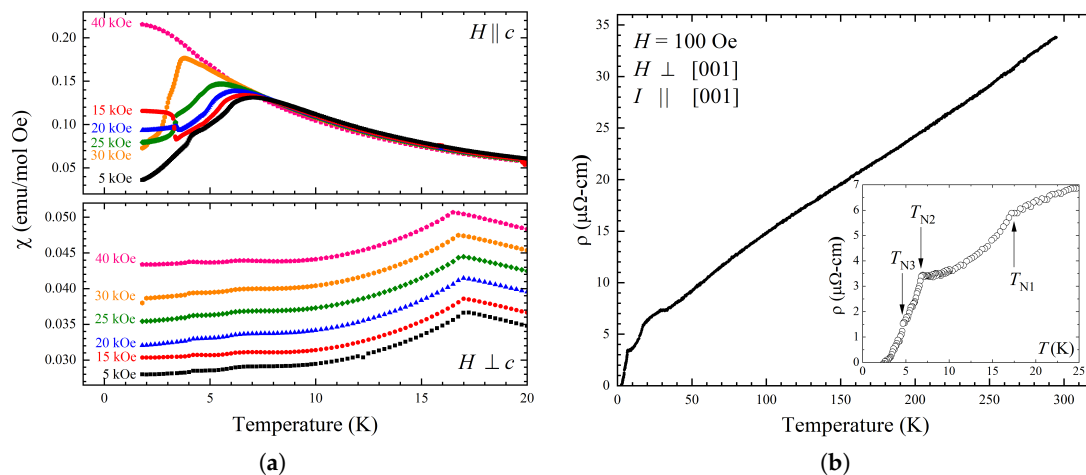 40 kOe
H || c
0.20
0.15
15 kOe
20 kOe
0.10
25 kOe
30 kOe
0.05
5 kOe
χ (emu/mol Oe)
0.050
0.045
40 kOe
0.040
30 kOe
25 kOe
0.035
20 kOe
15 kOe
0.030
5 kOe
H ⊥ c
0 5 10 15 20
Temperature (K)
(a)
35
30
25
20
15
10
5
0
ρ (μΩ-cm)
H = 100 Oe
H ⊥ [001]
I || [001]
0 50 100 150 200 250 300
Temperature (K)
7
6
5
4
3
2
1
0
ρ (μΩ-cm)
TN2
TN3
TN1
T (K)
0 5 10 15 20 25
(b)